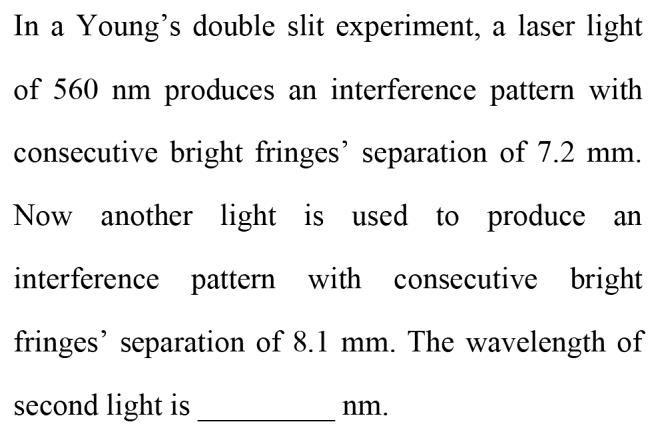 In a Young’s double slit experiment, a laser light
of 560 nm produces an interference pattern with
consecutive bright fringes’ separation of 7.2 mm.
Now another light is used to produce an
interference pattern with consecutive bright
fringes’ separation of 8.1 mm. The wavelength of
second light is __________ nm.